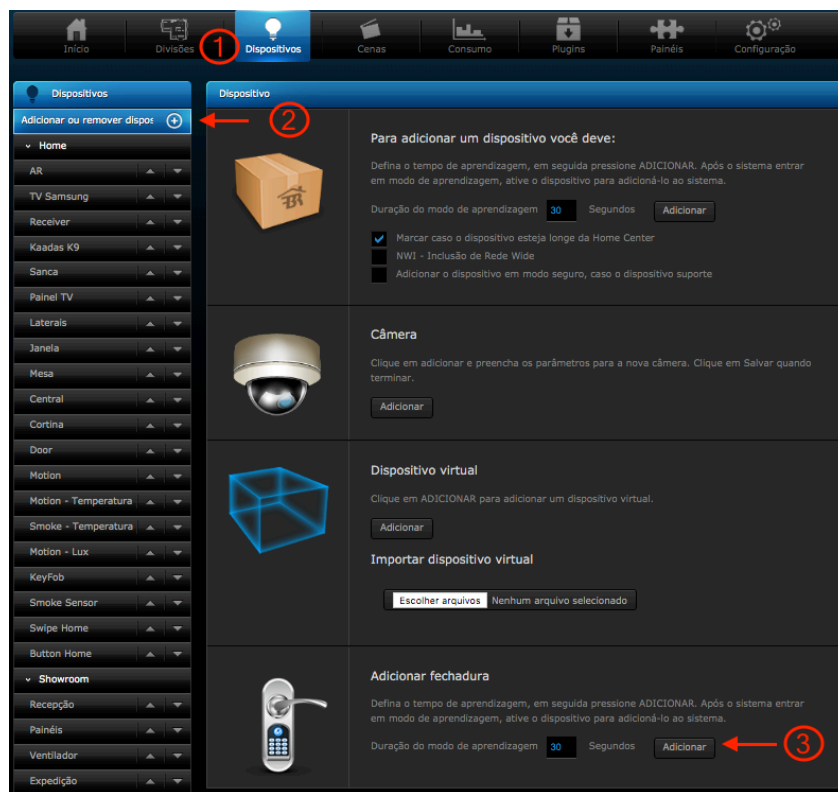 Início
Divisões
1
Dispositivos
Cenas
Consumo
Plugins
Painéis
Configuração
Dispositivos
Adicionar ou remover dispos
2
Home
AR
TV Samsung
Receiver
Kaadas K9
Sanca
Painel TV
Laterais
Janela
Mesa
Central
Cortina
Door
Motion
Motion - Temperatura
Smoke - Temperatura
Motion - Lux
KeyFob
Smoke Sensor
Swipe Home
Button Home
Showroom
Recepção
Painéis
Ventilador
Expedição
Dispositivo
Para adicionar um dispositivo você deve:
Defina o tempo de aprendizagem, em seguida pressione ADICIONAR. Após o sistema entrar
em modo de aprendizagem, ative o dispositivo para adicioná-lo ao sistema.
Duração do modo de aprendizagem 30 Segundos Adicionar
Marcar caso o dispositivo esteja longe da Home Center
NWI - Inclusão de Rede Wide
Adicionar o dispositivo em modo seguro, caso o dispositivo suporte
Câmera
Clique em adicionar e preencha os parâmetros para a nova câmera. Clique em Salvar quando
terminar.
Adicionar
Dispositivo virtual
Clique em ADICIONAR para adicionar um dispositivo virtual.
Adicionar
Importar dispositivo virtual
Escolher arquivos Nenhum arquivo selecionado
Adicionar fechadura
Defina o tempo de aprendizagem, em seguida pressione ADICIONAR. Após o sistema entrar
em modo de aprendizagem, ative o dispositivo para adicioná-lo ao sistema.
Duração do modo de aprendizagem 30 Segundos Adicionar 3